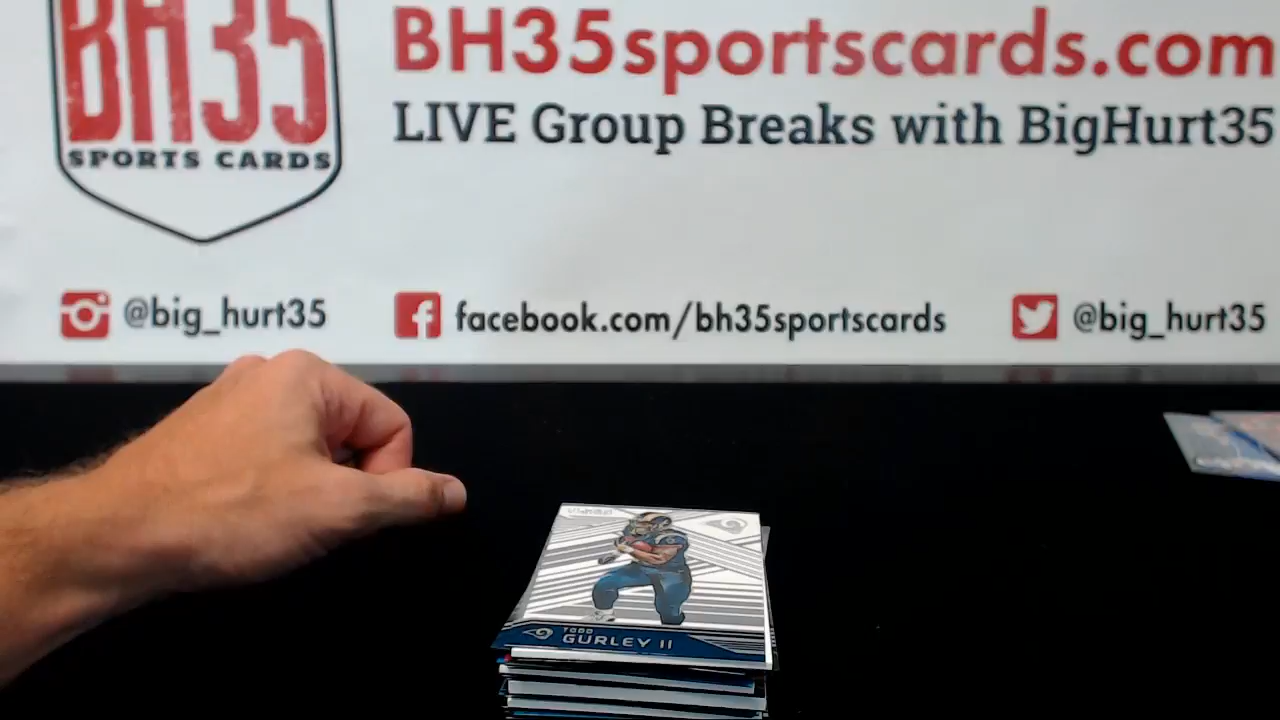 BH35
SPORTS CARDS
BH35sportscards.com
LIVE Group Breaks with BigHurt35
@big_hurt35
facebook.com/bh35sportscards
@big_hurt35
TODD
GURLEY II